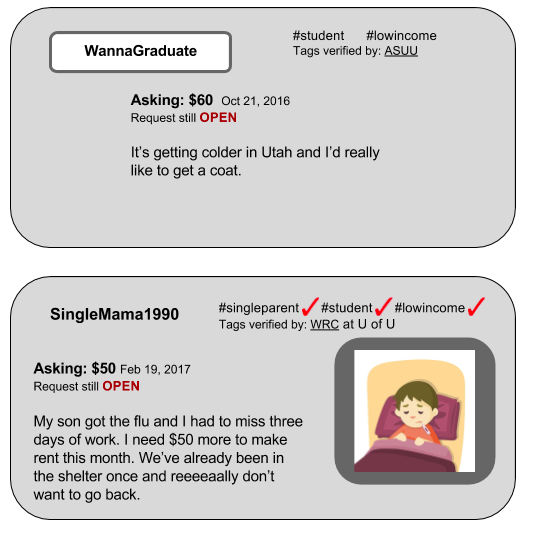 WannaGraduate
#student #lowincome
Tags verified by: ASUU
Asking: $60 Oct 21, 2016
Request still OPEN
It's getting colder in Utah and I'd really
like to get a coat.
SingleMama1990
#singleparent #student #lowincome
Tags verified by: WRC at U of U
Asking: $50 Feb 19, 2017
Request still OPEN
My son got the flu and I had to miss three
days of work. I need $50 more to make
rent this month. We've already been in
the shelter once and reeeeaally don't
want to go back.